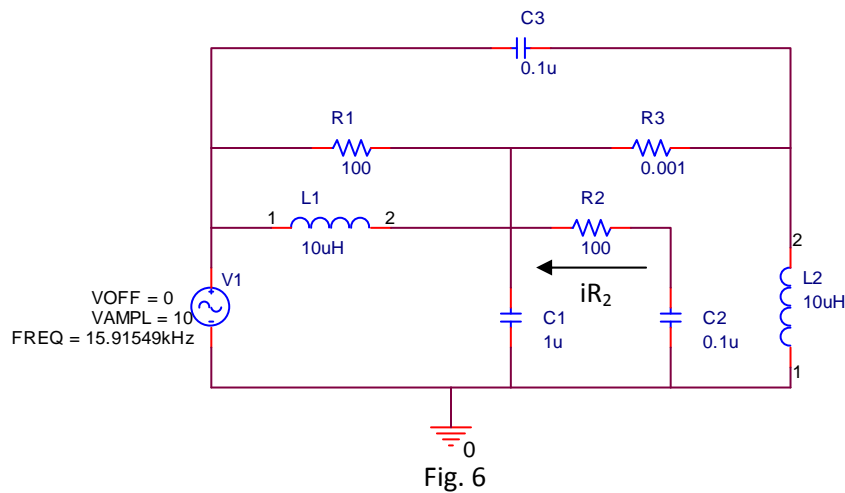 C3
0.1u
R1
100
R3
0.001
L1
1
2
10uH
R2
100
iR2
V1
VOFF = 0
VAMPL = 10
FREQ = 15.91549kHz
C1
1u
C2
0.1u
2
L2
10uH
1
0
Fig. 6